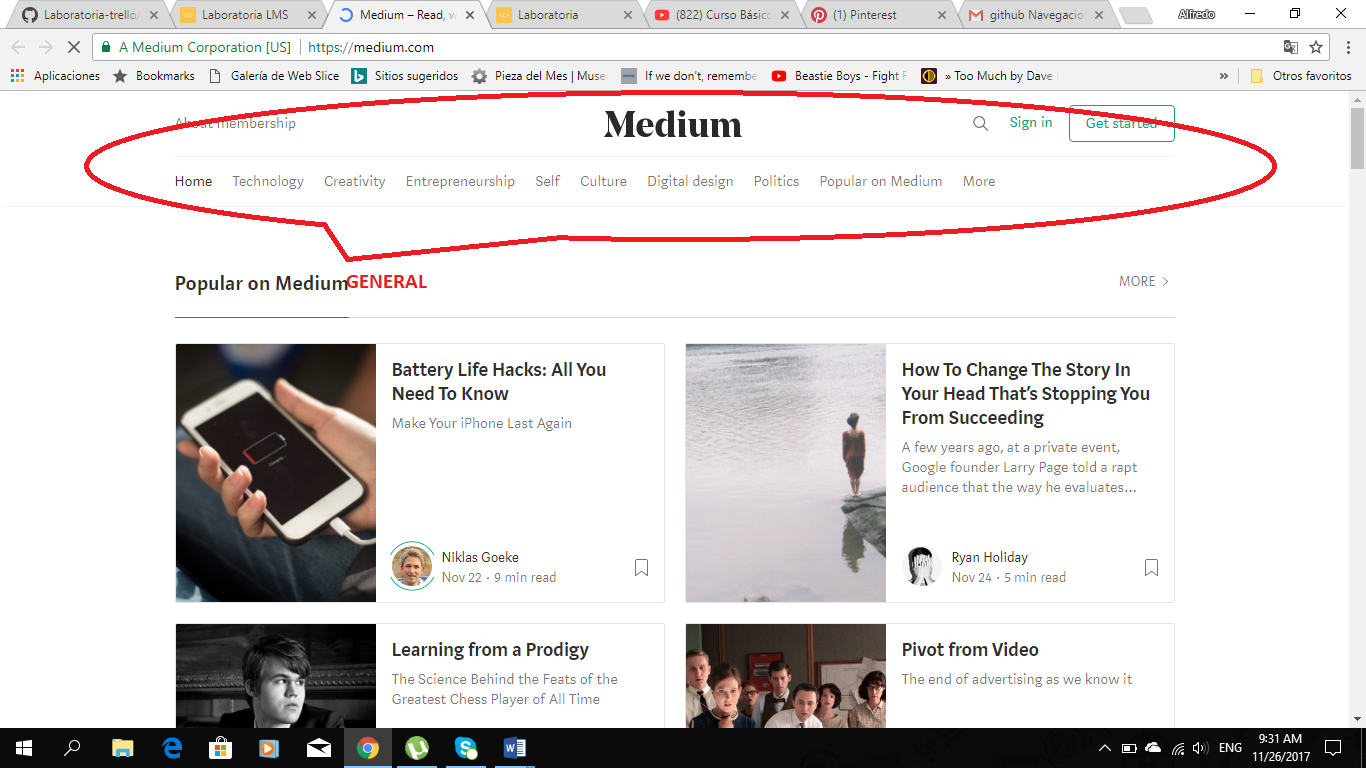 Laboratoria-trello/
Laboratoria LMS
Medium – Read, w
Laboratoria
(822) Curso Básic
(1) Pinterest
github Navegacio
Alfredo
A Medium Corporation [US]
https://medium.com
Aplicaciones
Bookmarks
Galería de Web Slice
Sitios sugeridos
Pieza del Mes | Muse
If we don't, remembe
Beastie Boys - Fight F
» Too Much by Dave
»
Otros favoritos
About membership
Medium
Sign in
Get started
Home
Technology
Creativity
Entrepreneurship
Self
Culture
Digital design
Politics
Popular on Medium
More
Popular on Medium
GENERAL
MORE
Battery Life Hacks: All You
Need To Know
Make Your iPhone Last Again
Niklas Goeke
Nov 22 · 9 min read
How To Change The Story In
Your Head That's Stopping You
From Succeeding
A few years ago, at a private event,
Google founder Larry Page told a rapt
audience that the way he evaluates…
Ryan Holiday
Nov 24 · 5 min read
Learning from a Prodigy
The Science Behind the Feats of the
Greatest Chess Player of All Time
Pivot from Video
The end of advertising as we know it
ENG
9:31 AM
11/26/2017